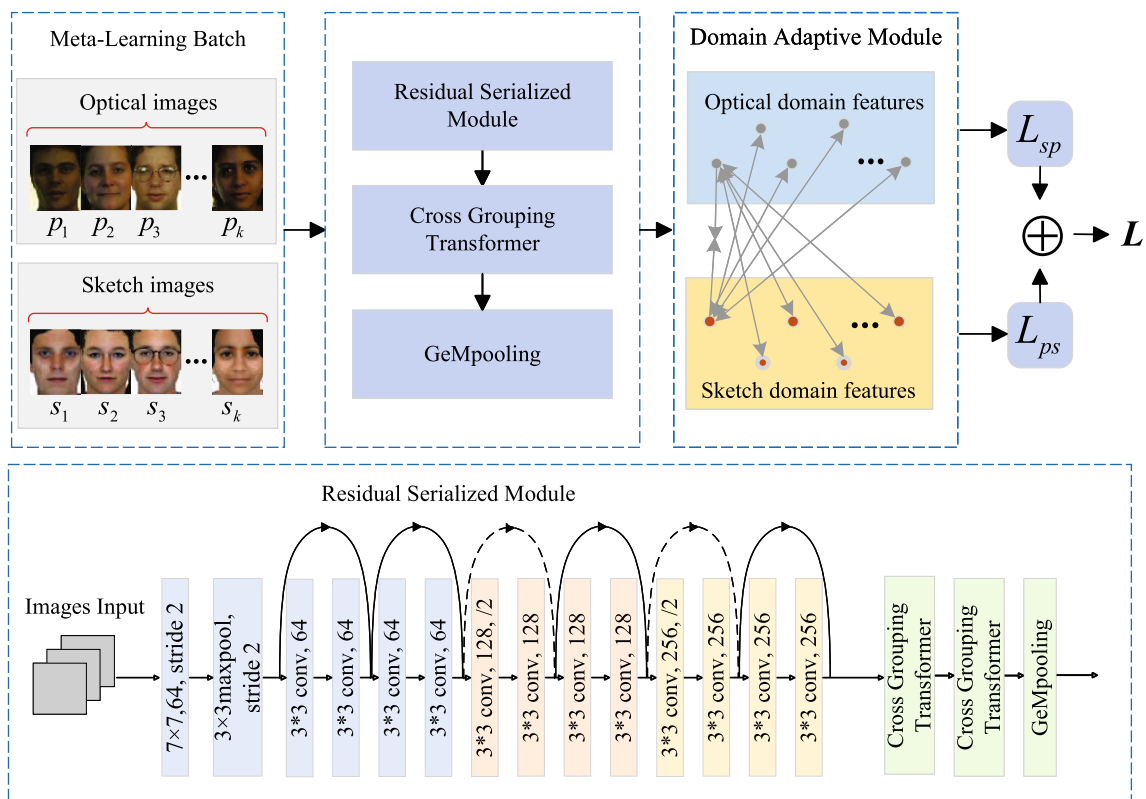 Meta-Learning Batch
Optical images
p1 p2 p3 ••• pk
Sketch images
s1 s2 s3 ••• sk
Residual Serialized
Module
Cross Grouping
Transformer
GeMpooling
Domain Adaptive Module
Optical domain features
•••
•••
Sketch domain features
Lsp
L
Lps
Residual Serialized Module
Images Input
7×7,64, stride 2
3×3maxpool,
stride 2
3*3 conv, 64
3*3 conv, 64
3*3 conv, 64
3*3 conv, 64
3*3 conv, 128, /2
3*3 conv, 128
3*3 conv, 128
3*3 conv, 128
3*3 conv, 256, /2
3*3 conv, 256
3*3 conv, 256
3*3 conv, 256
Cross Grouping
Transformer
Cross Grouping
Transformer
GeMpooling